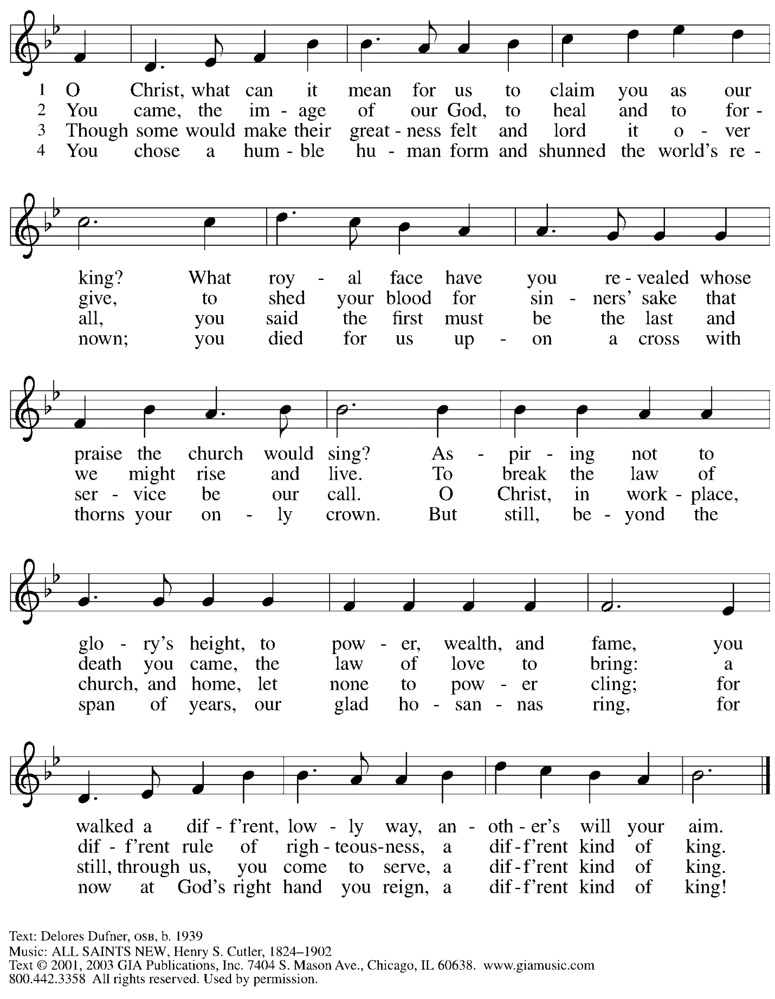 1 O Christ, what can it mean for us to claim you as our
2 You came, the im - age of our God, to heal and to for -
3 Though some would make their great - ness felt and lord it o - ver
4 You chose a hum - ble hu - man form and shunned the world's re -
king? What roy - al face have you re - vealed whose
give, to shed your blood for sin - ners' sake that
all, you said the first must be the last and
nown; you died for us up - on a cross with
praise the church would sing? As - pir - ing not to
we might rise and live. To break the law of
ser - vice be our call. O Christ, in work - place,
thorns your on - ly crown. But still, be - yond the
glo - ry's height, to pow - er, wealth, and fame, you
death you came, the law of love to bring: a
church, and home, let none to pow - er cling; for
span of years, our glad ho - san - nas ring, for
walked a dif - f'rent, low - ly way, an - oth - er's will your aim.
dif - f'rent rule of righ - teous - ness, a dif - f'rent kind of king.
still, through us, you come to serve, a dif - f'rent kind of king.
now at God's right hand you reign, a dif - f'rent kind of king!
Text: Delores Dufner, OSB, b. 1939
Music: ALL SAINTS NEW, Henry S. Cutler, 1824–1902
Text © 2001, 2003 GIA Publications, Inc. 7404 S. Mason Ave., Chicago, IL 60638. www.giamusic.com
800.442.3358 All rights reserved. Used by permission.